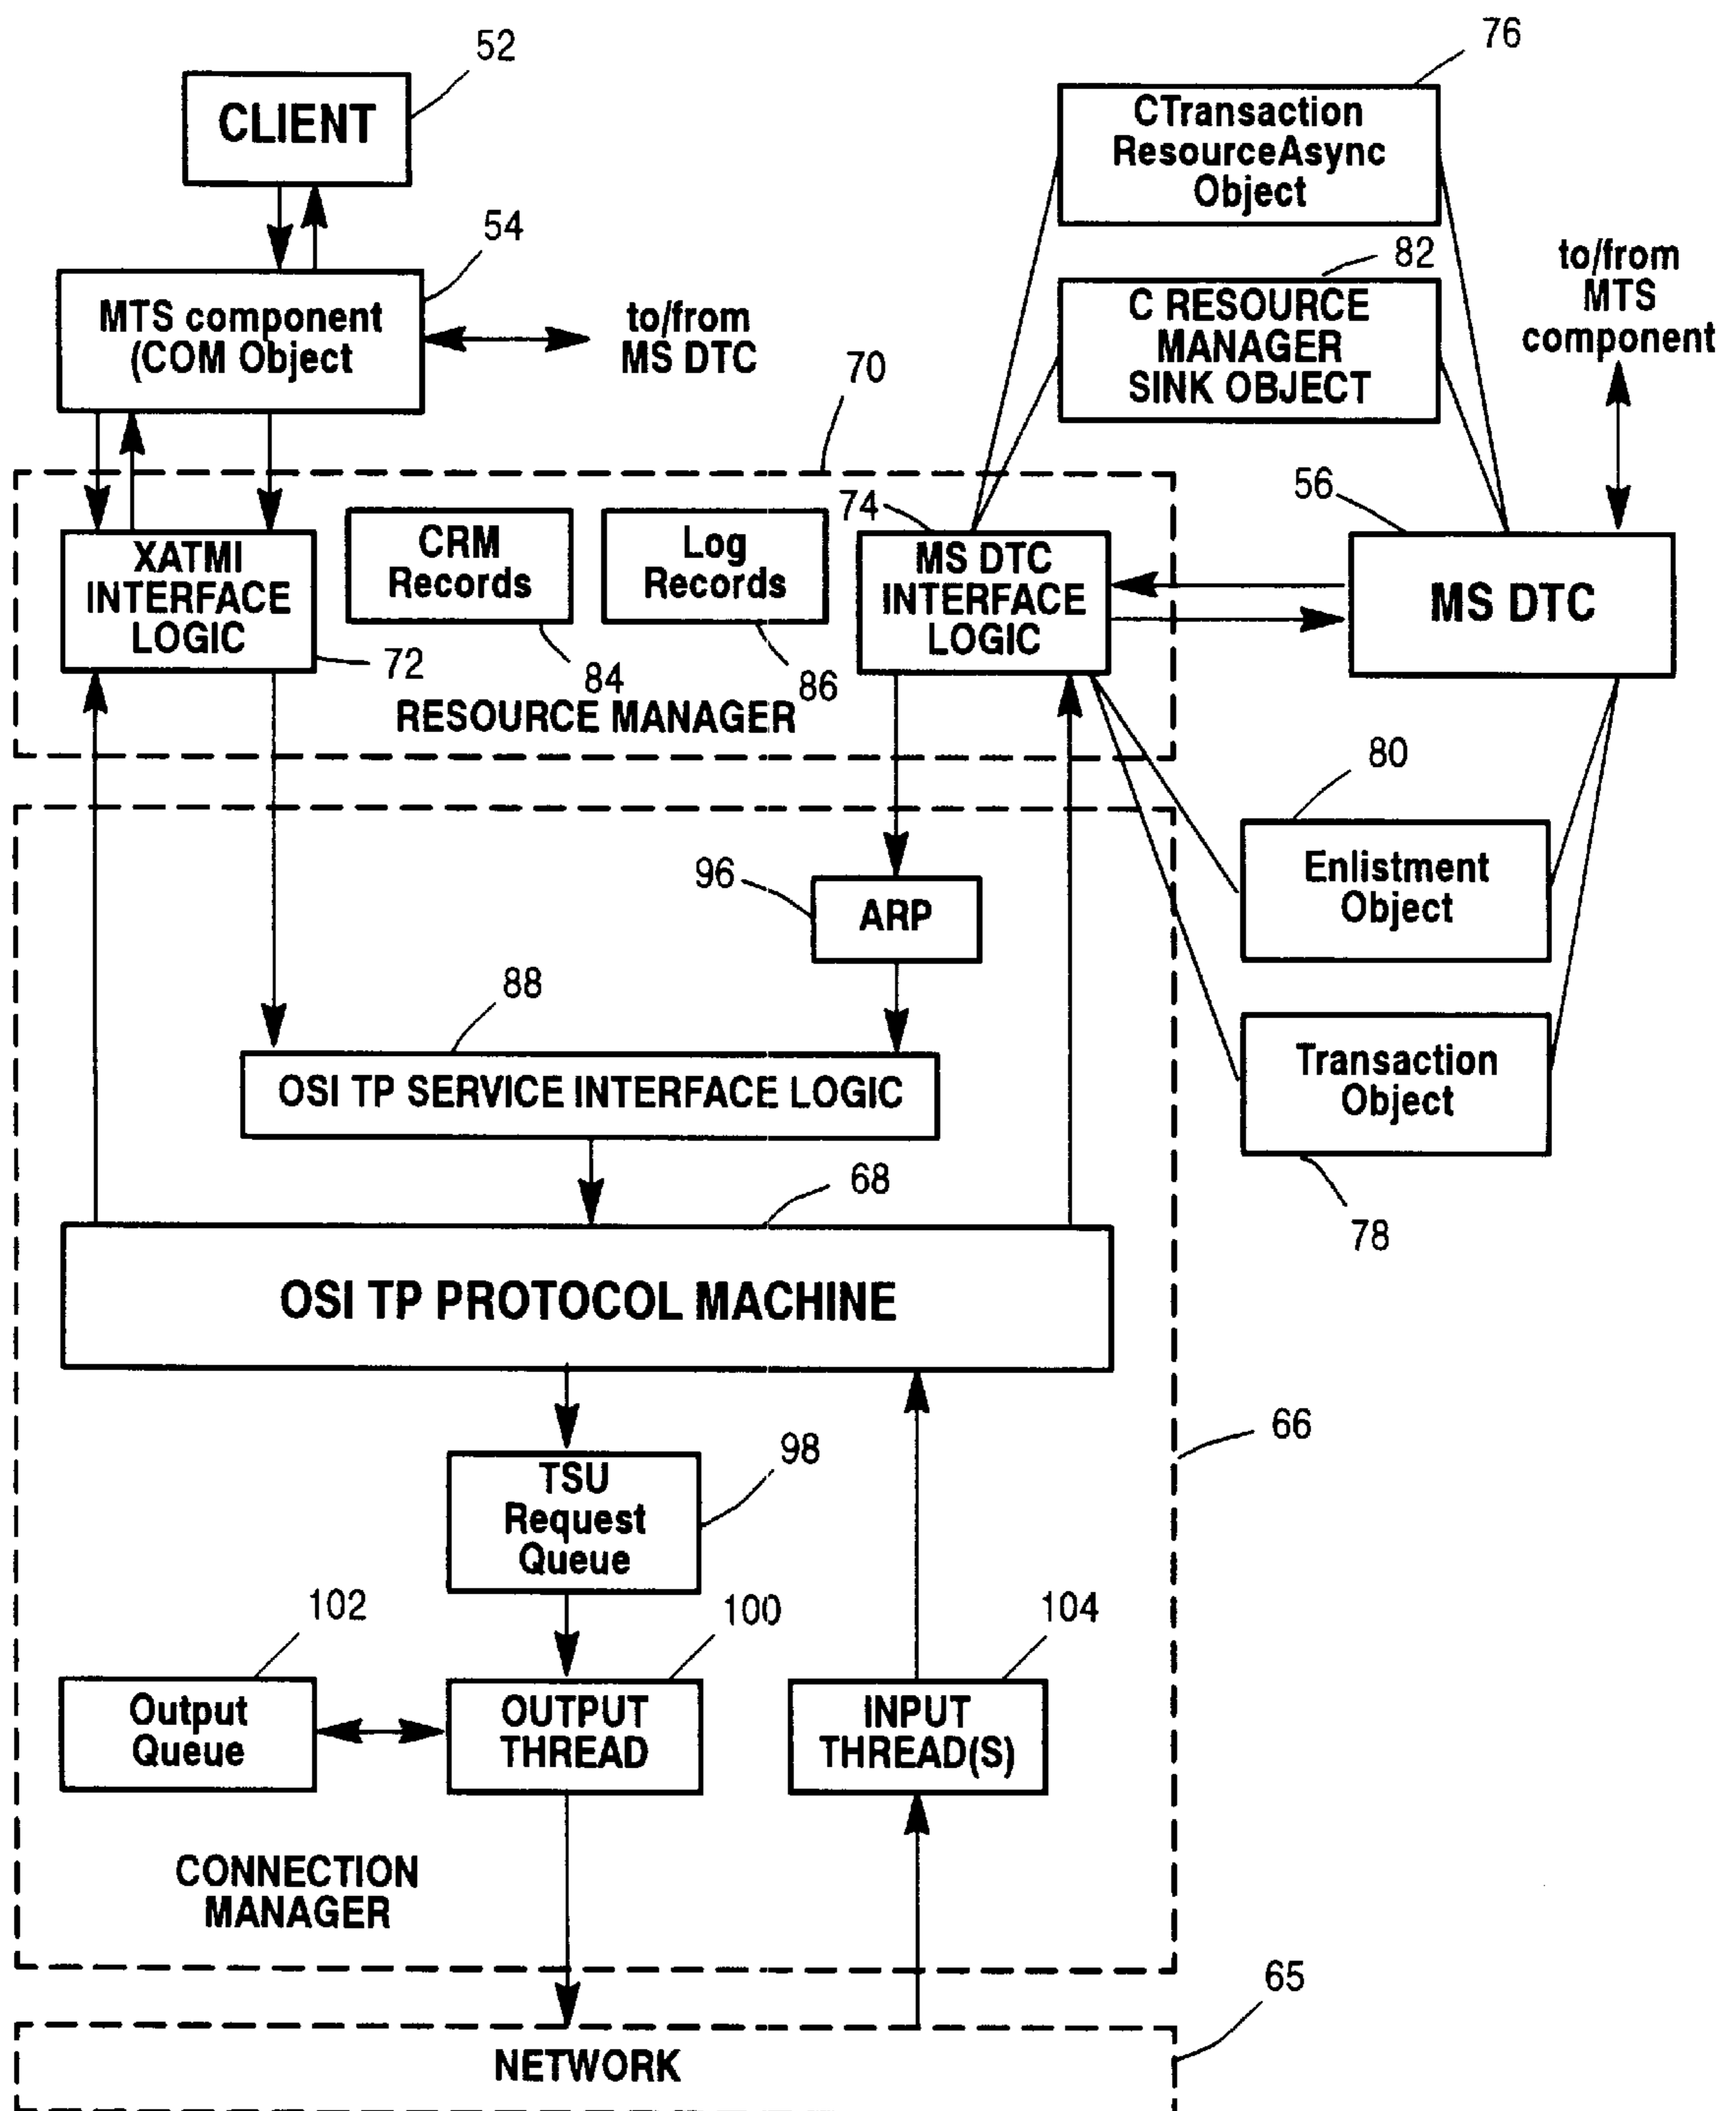 52
76
CLIENT
CTransaction
ResourceAsync
Object
54
82
to/from
MTS
component
MTS component
(COM Object
to/from
MS DTC
C RESOURCE
MANAGER
SINK OBJECT
70
56
74
XATMI
INTERFACE
LOGIC
CRM
Records
Log
Records
MS DTC
INTERFACE
LOGIC
MS DTC
72
84
86
RESOURCE MANAGER
80
96
ARP
Enlistment
Object
88
OSI TP SERVICE INTERFACE LOGIC
Transaction
Object
68
78
OSI TP PROTOCOL MACHINE
66
98
TSU
Request
Queue
102
100
104
Output
Queue
OUTPUT
THREAD
INPUT
THREAD(S)
CONNECTION
MANAGER
65
NETWORK